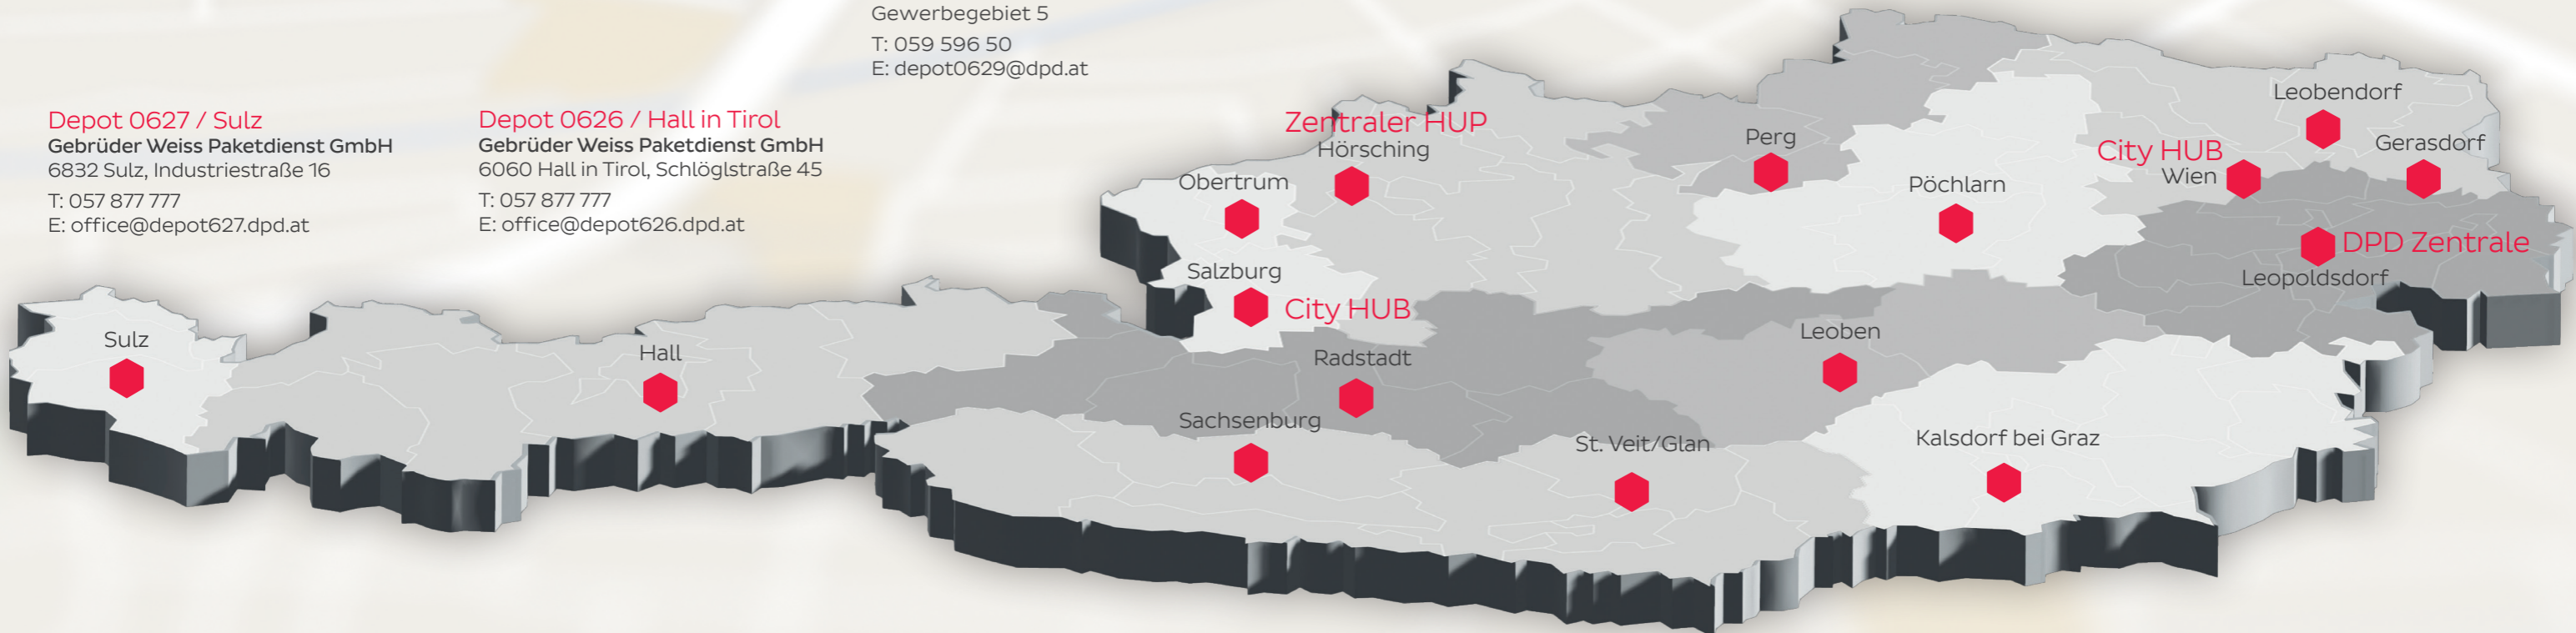 Gewerbegebiet 5
T: 059 596 50
E: depot0629@dpd.at
Depot 0627 / Sulz
Gebrüder Weiss Paketdienst GmbH
6832 Sulz, Industriestraße 16
T: 057 877 777
E: office@depot627.dpd.at
Depot 0626 / Hall in Tirol
Gebrüder Weiss Paketdienst GmbH
6060 Hall in Tirol, Schlöglstraße 45
T: 057 877 777
E: office@depot626.dpd.at
Zentraler HUP
Hörsching
Obertrum
Salzburg
City HUB
Perg
Pöchlarn
Leobendorf
Gerasdorf
City HUB
Wien
DPD Zentrale
Leopoldsdorf
Sulz
Hall
Radstadt
Sachsenburg
Leoben
St. Veit/Glan
Kalsdorf bei Graz